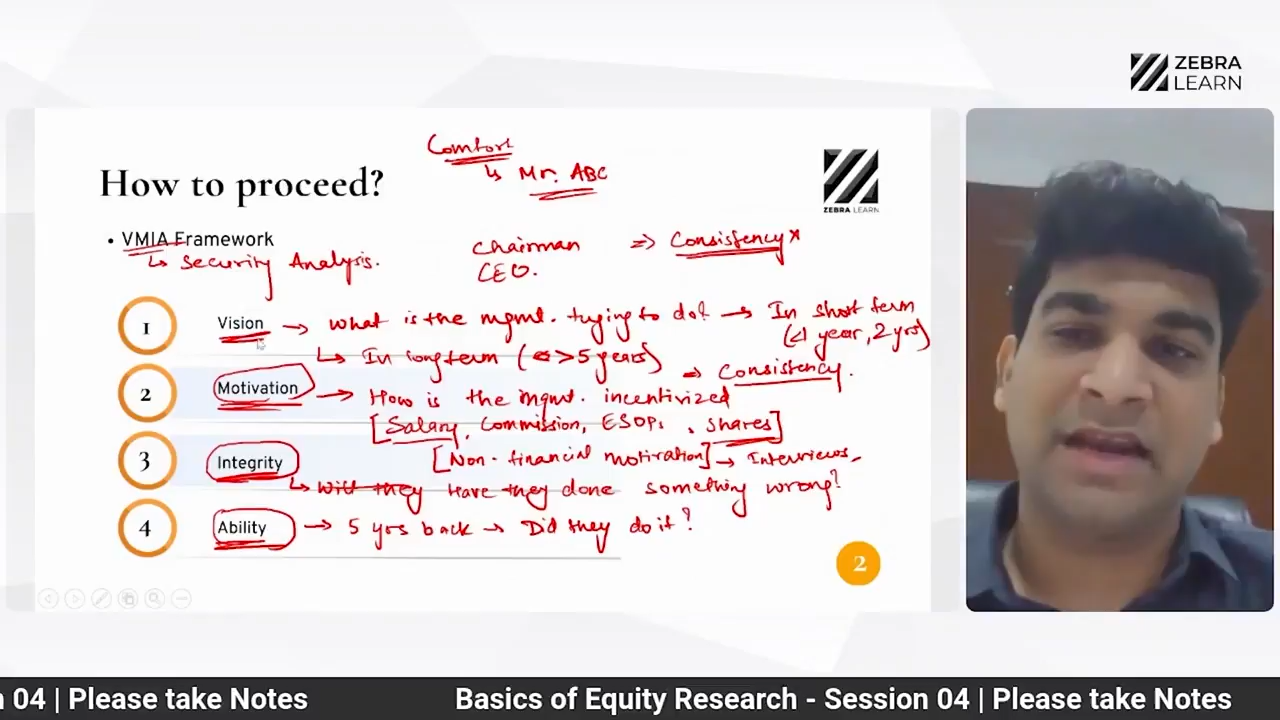 ZEBRA
LEARN
Comfort
↳ Mr. ABC
How to proceed?
ZEBRA LEARN
• VMIA Framework
↳ Security Analysis.
Chairman ⇒ Consistency*
CEO.
1 Vision → What is the mgmt. trying to do? → In short term
(<1 year, 2 yrs)
↳ In long term (>5 years)
⇒ Consistency.
2 Motivation → How is the mgmt. incentivized
[Salary, Commission, ESOPs, shares]
[Non-financial motivation] → Interviews
3 Integrity
↳ Will they Have they done something wrong?
4 Ability → 5 yrs back → Did they do it?
2
n 04 | Please take Notes Basics of Equity Research - Session 04 | Please take Notes